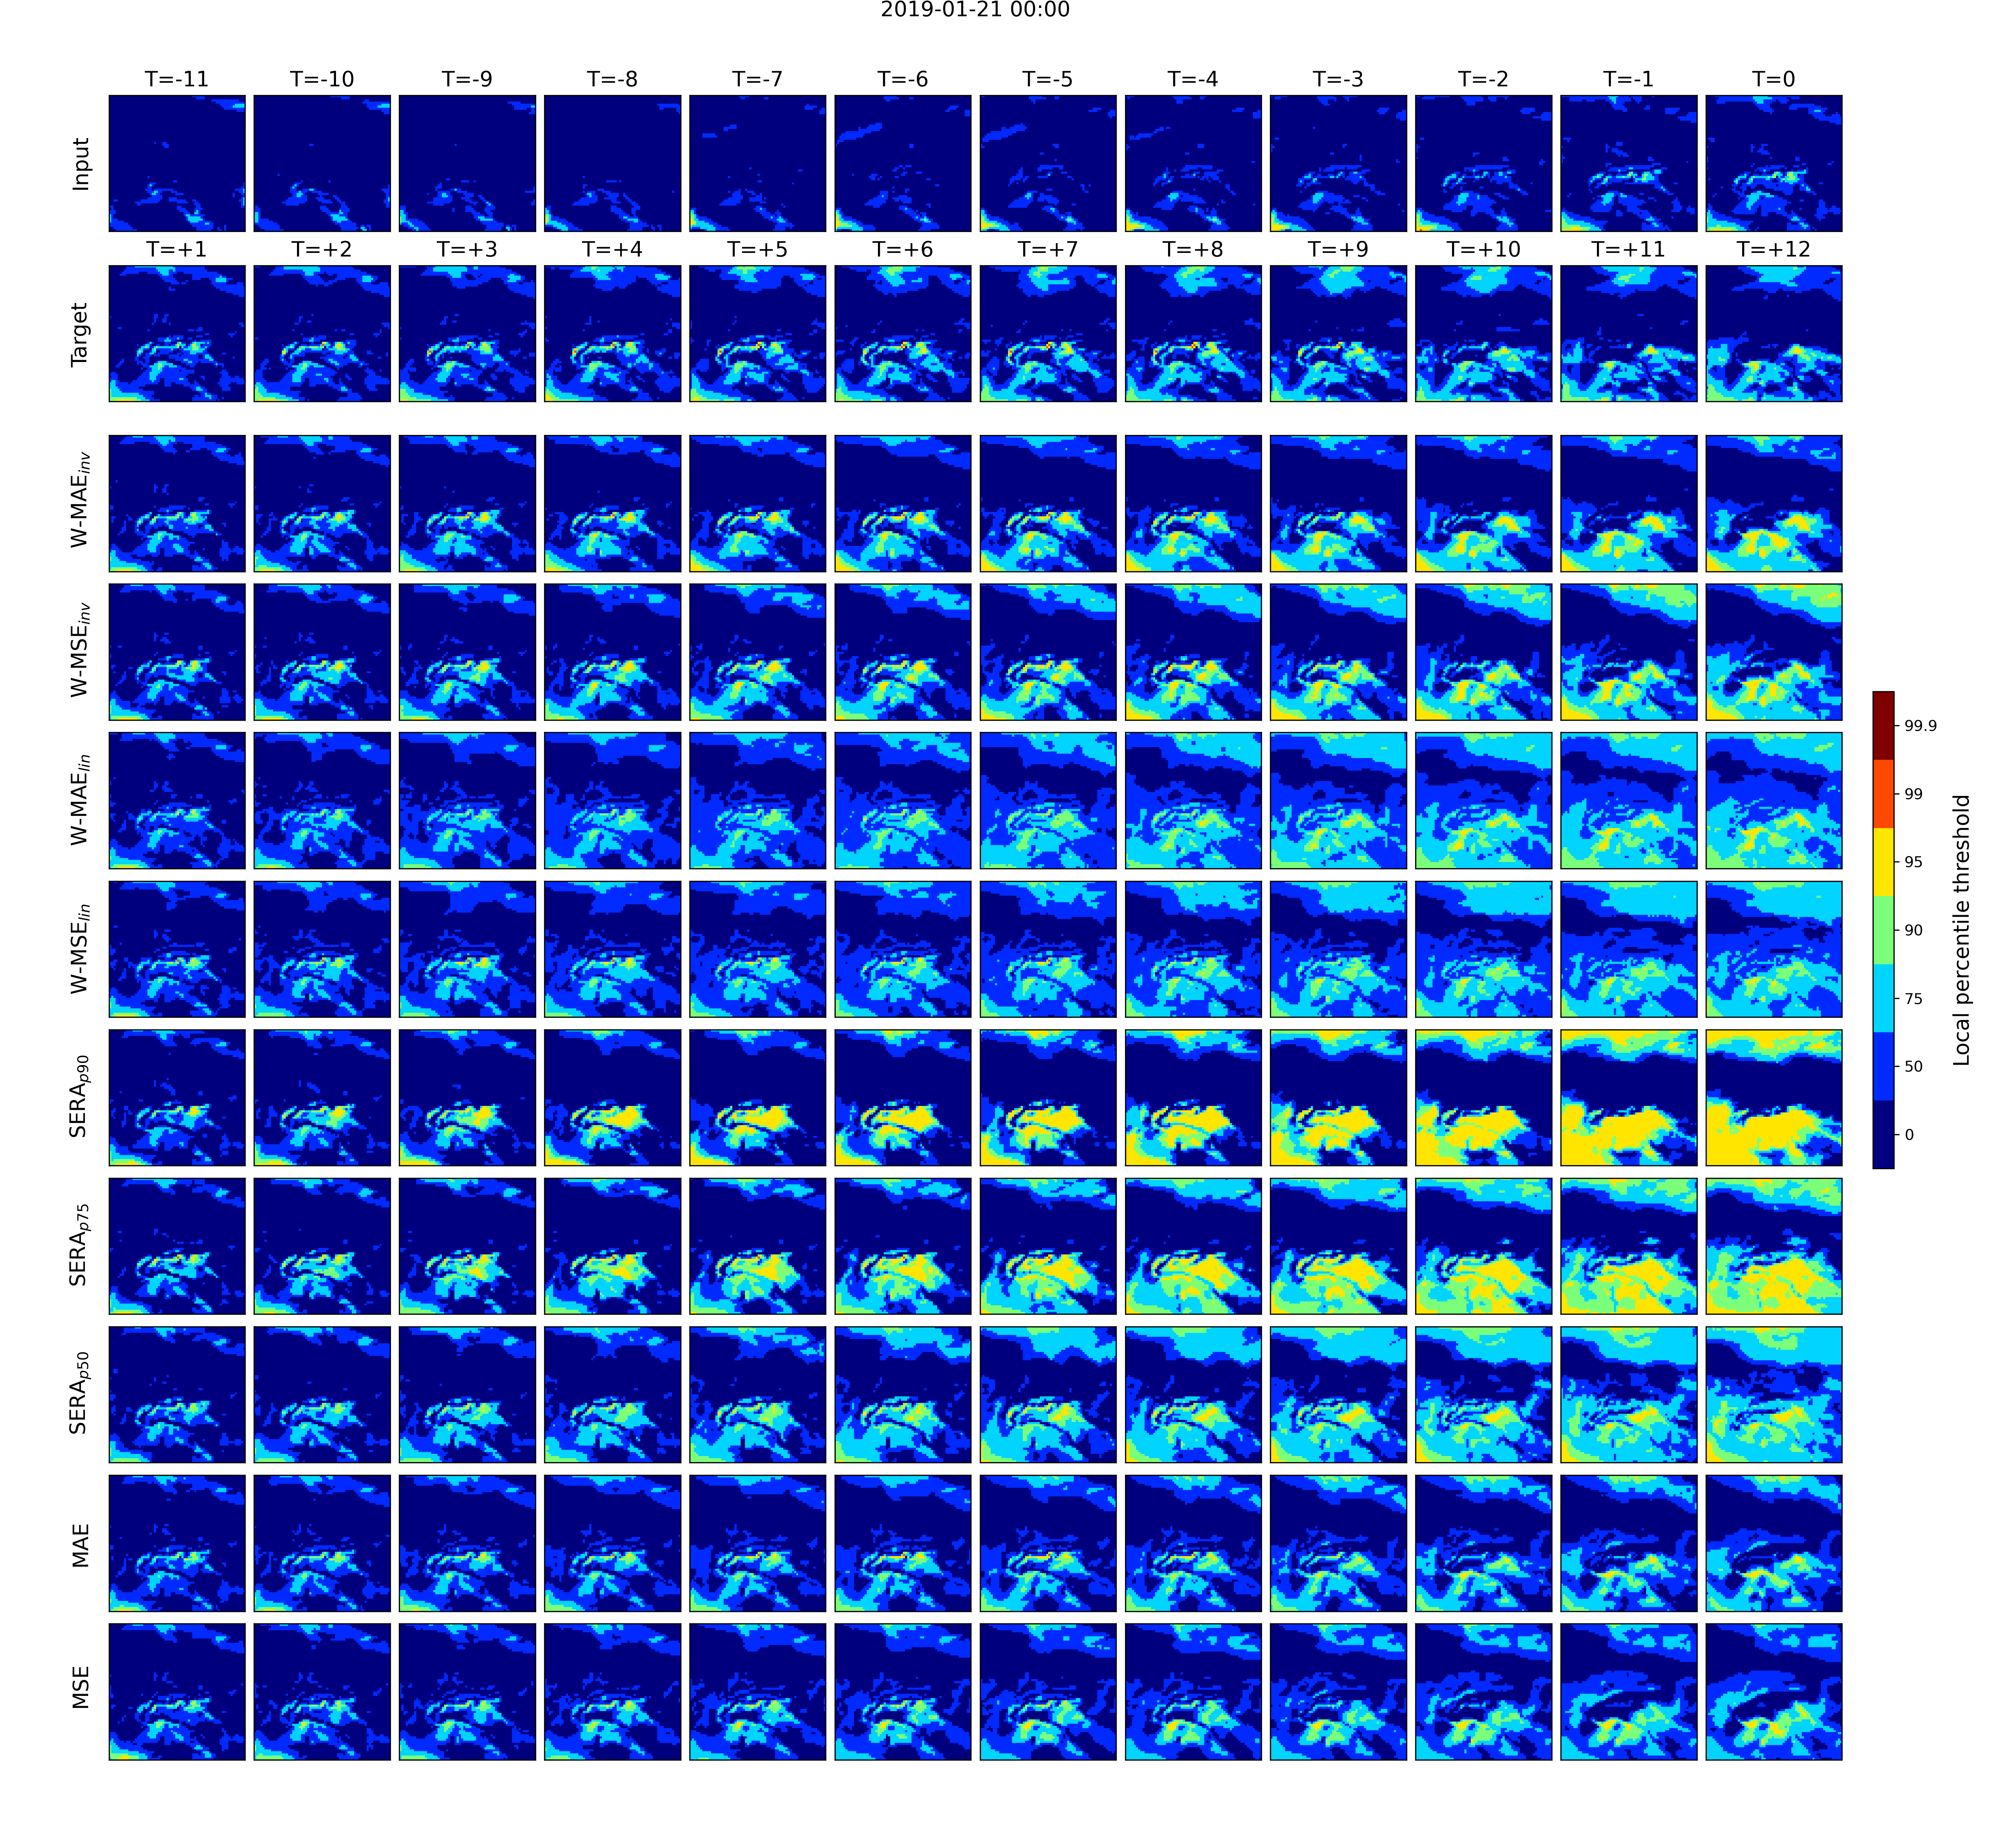 2019-01-21 00:00
T=-11 T=-10 T=-9 T=-8 T=-7 T=-6 T=-5 T=-4 T=-3 T=-2 T=-1 T=0
Input
T=+1 T=+2 T=+3 T=+4 T=+5 T=+6 T=+7 T=+8 T=+9 T=+10 T=+11 T=+12
Target
W-MAE_inv
W-MSE_inv
W-MAE_lin
W-MSE_lin
SERA_p90
SERA_p75
SERA_p50
MAE
MSE
99.9
99
95
90
75
50
0
Local percentile threshold